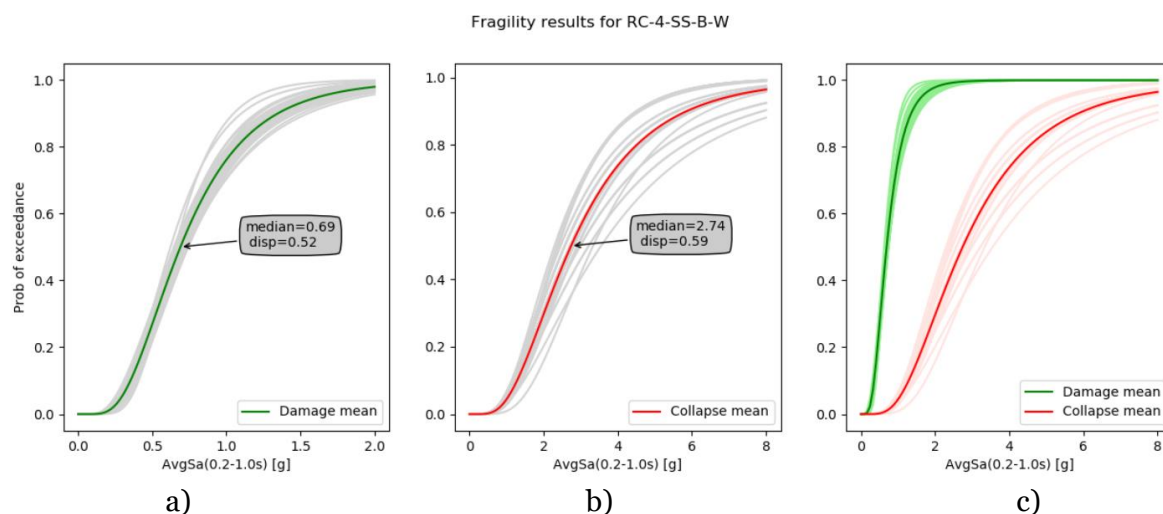 Fragility results for RC-4-SS-B-W
Prob of exceedance
1.0
0.8
0.6
0.4
0.2
0.0
median=0.69
disp=0.52
Damage mean
0.0 0.5 1.0 1.5 2.0
AvgSa(0.2-1.0s) [g]
a)
1.0
0.8
0.6
0.4
0.2
0.0
median=2.74
disp=0.59
Collapse mean
0 2 4 6 8
AvgSa(0.2-1.0s) [g]
b)
1.0
0.8
0.6
0.4
0.2
0.0
Damage mean
Collapse mean
0 2 4 6 8
AvgSa(0.2-1.0s) [g]
c)